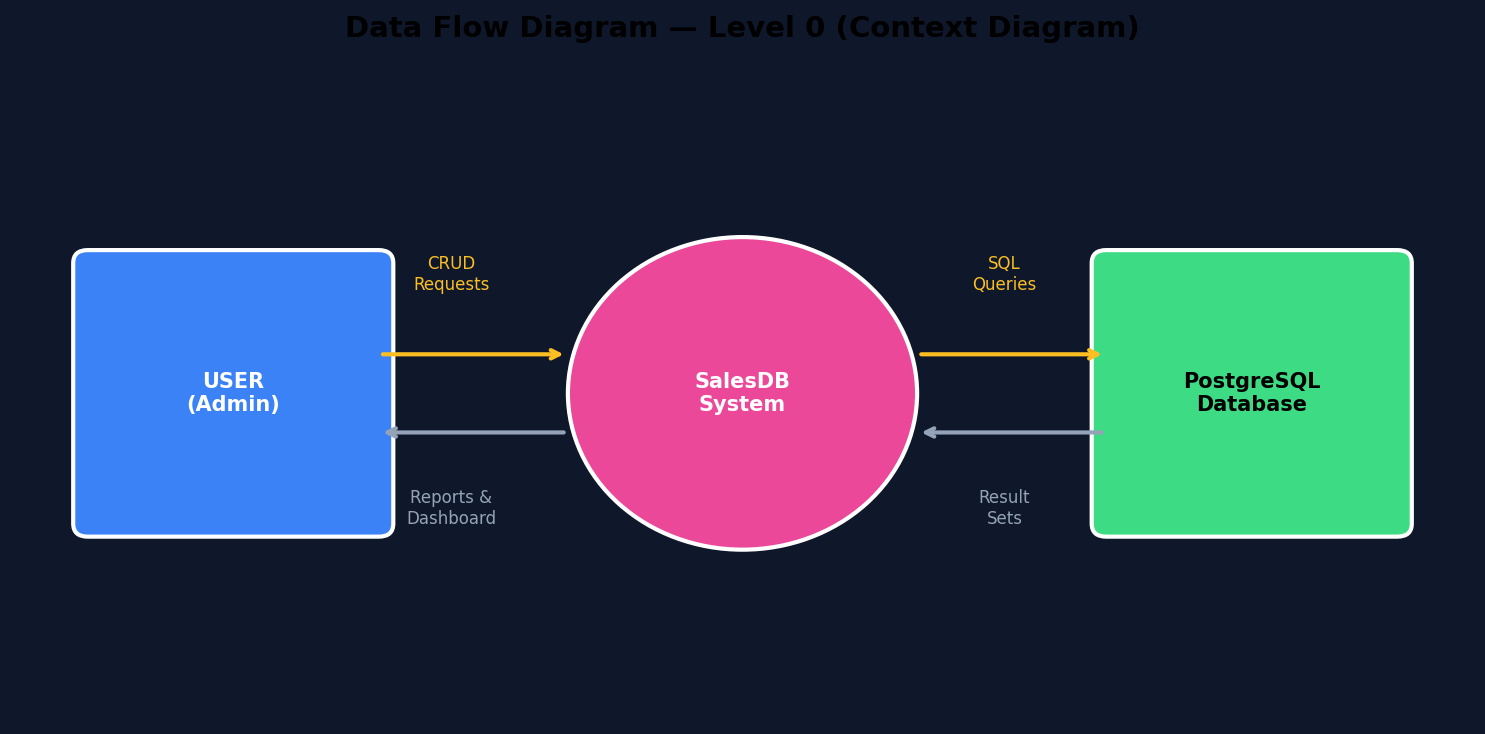 Data Flow Diagram — Level 0 (Context Diagram)
CRUD
Requests
SQL
Queries
USER
(Admin)
SalesDB
System
PostgreSQL
Database
Reports &
Dashboard
Result
Sets